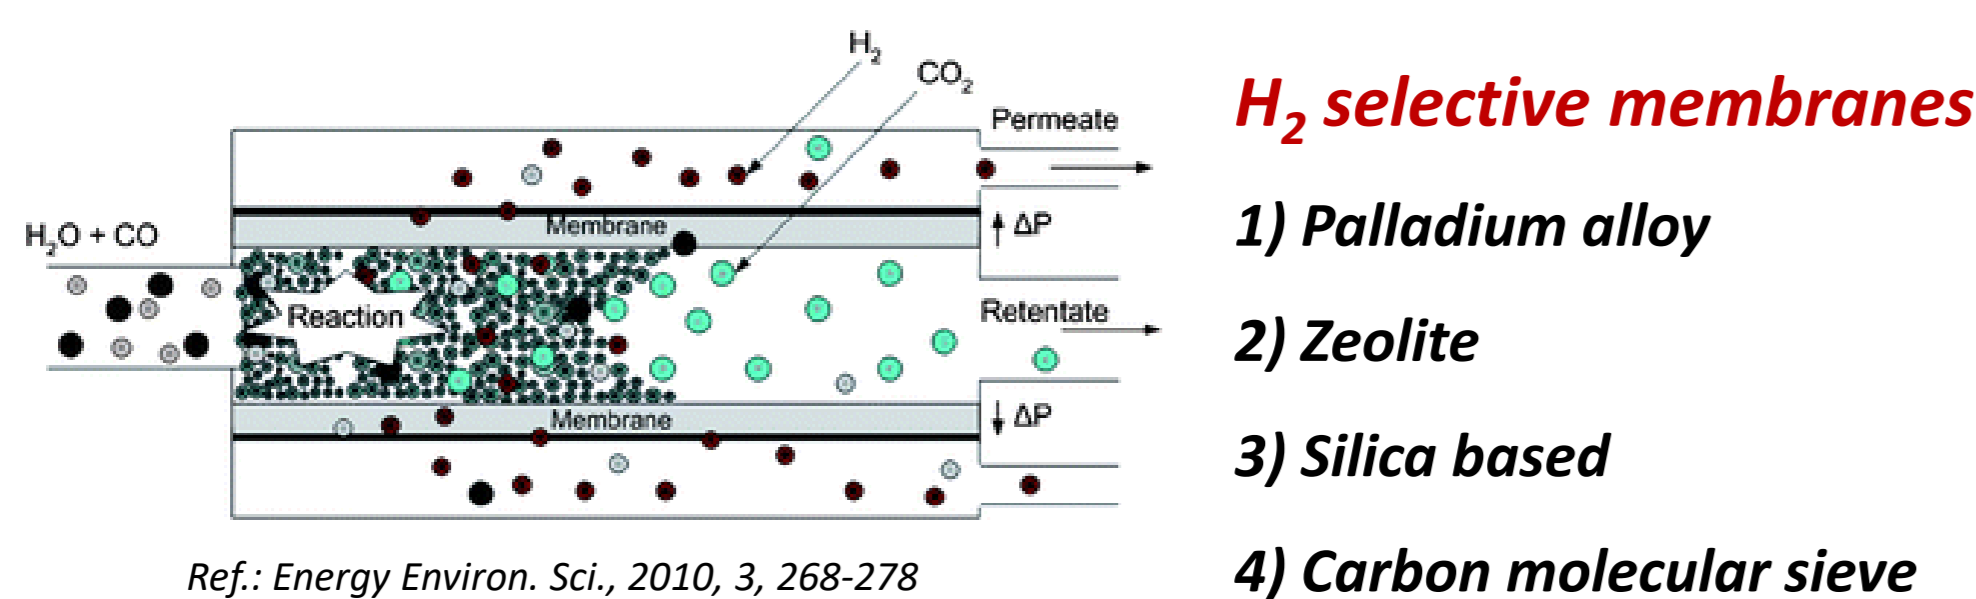 H₂
CO₂
Permeate
Membrane
ΔP
H₂O + CO
Reaction
Retentate
Membrane
ΔP
Ref.: Energy Environ. Sci., 2010, 3, 268-278
H₂ selective membranes
1) Palladium alloy
2) Zeolite
3) Silica based
4) Carbon molecular sieve